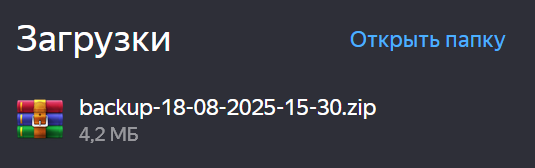 Загрузки
Открыть папку
backup-18-08-2025-15-30.zip
4,2 МБ